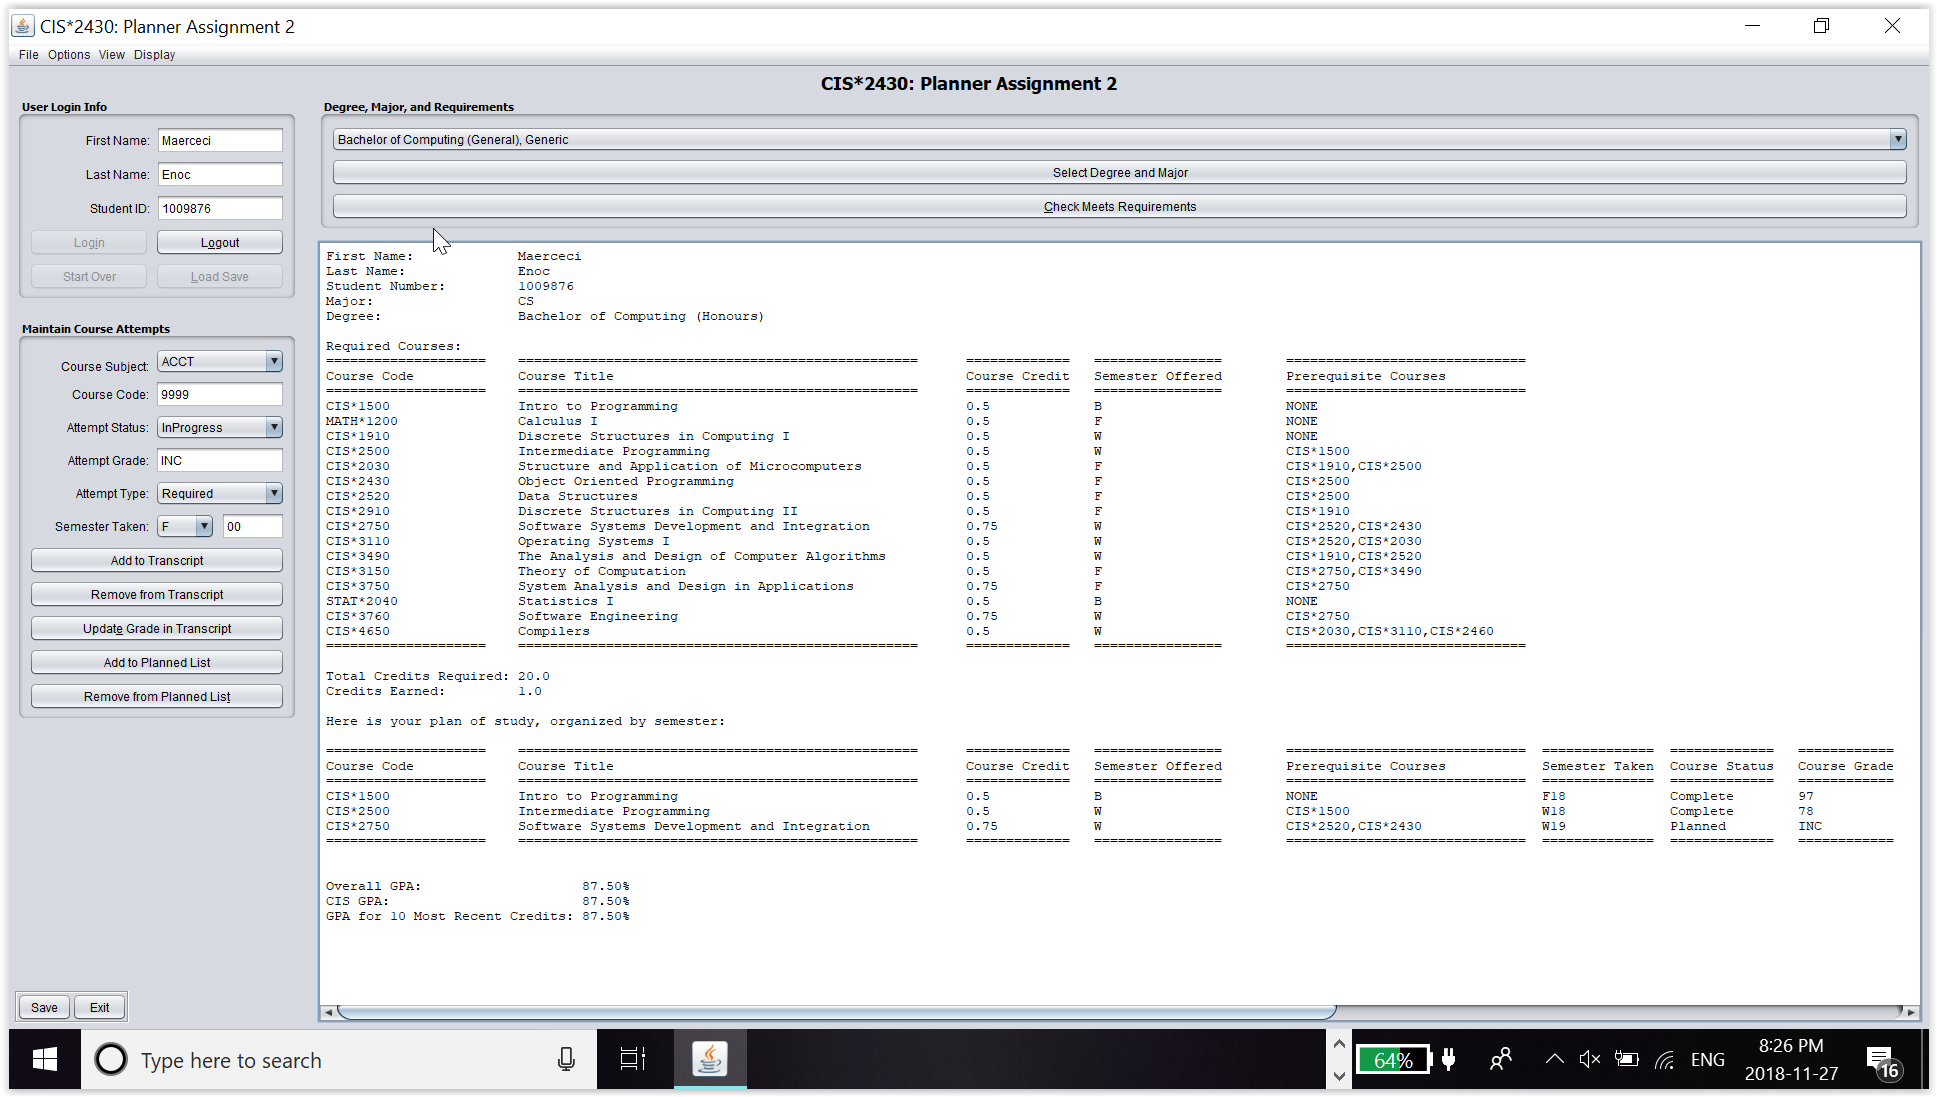 CIS*2430: Planner Assignment 2
File Options View Display
CIS*2430: Planner Assignment 2
User Login Info
First Name: Maerceci
Last Name: Enoc
Student ID: 1009876
Login Logout
Start Over Load Save
Maintain Course Attempts
Course Subject: ACCT
Course Code: 9999
Attempt Status: InProgress
Attempt Grade: INC
Attempt Type: Required
Semester Taken: F 00
Add to Transcript
Remove from Transcript
Update Grade in Transcript
Add to Planned List
Remove from Planned List
Save Exit
Degree, Major, and Requirements
Bachelor of Computing (General), Generic
Select Degree and Major
Check Meets Requirements
First Name: Maerceci
Last Name: Enoc
Student Number: 1009876
Major: CS
Degree: Bachelor of Computing (Honours)
Required Courses:
==================== ================================================== ============= ================ ==============================
Course Code Course Title Course Credit Semester Offered Prerequisite Courses
==================== ================================================== ============= ================ ==============================
CIS*1500 Intro to Programming 0.5 B NONE
MATH*1200 Calculus I 0.5 F NONE
CIS*1910 Discrete Structures in Computing I 0.5 W NONE
CIS*2500 Intermediate Programming 0.5 W CIS*1500
CIS*2030 Structure and Application of Microcomputers 0.5 F CIS*1910,CIS*2500
CIS*2430 Object Oriented Programming 0.5 F CIS*2500
CIS*2520 Data Structures 0.5 F CIS*2500
CIS*2910 Discrete Structures in Computing II 0.5 F CIS*1910
CIS*2750 Software Systems Development and Integration 0.75 W CIS*2520,CIS*2430
CIS*3110 Operating Systems I 0.5 W CIS*2520,CIS*2030
CIS*3490 The Analysis and Design of Computer Algorithms 0.5 W CIS*1910,CIS*2520
CIS*3150 Theory of Computation 0.5 F CIS*2750,CIS*3490
CIS*3750 System Analysis and Design in Applications 0.75 F CIS*2750
STAT*2040 Statistics I 0.5 B NONE
CIS*3760 Software Engineering 0.75 W CIS*2750
CIS*4650 Compilers 0.5 W CIS*2030,CIS*3110,CIS*2460
==================== ================================================== ============= ================ ==============================
Total Credits Required: 20.0
Credits Earned: 1.0
Here is your plan of study, organized by semester:
==================== ================================================== ============= ================ ============================== ============== ============= ============
Course Code Course Title Course Credit Semester Offered Prerequisite Courses Semester Taken Course Status Course Grade
==================== ================================================== ============= ================ ============================== ============== ============= ============
CIS*1500 Intro to Programming 0.5 B NONE F18 Complete 97
CIS*2500 Intermediate Programming 0.5 W CIS*1500 W18 Complete 78
CIS*2750 Software Systems Development and Integration 0.75 W CIS*2520,CIS*2430 W19 Planned INC
==================== ================================================== ============= ================ ============================== ============== ============= ============
Overall GPA: 87.50%
CIS GPA: 87.50%
GPA for 10 Most Recent Credits: 87.50%
Type here to search
64%
ENG
8:26 PM
2018-11-27
16